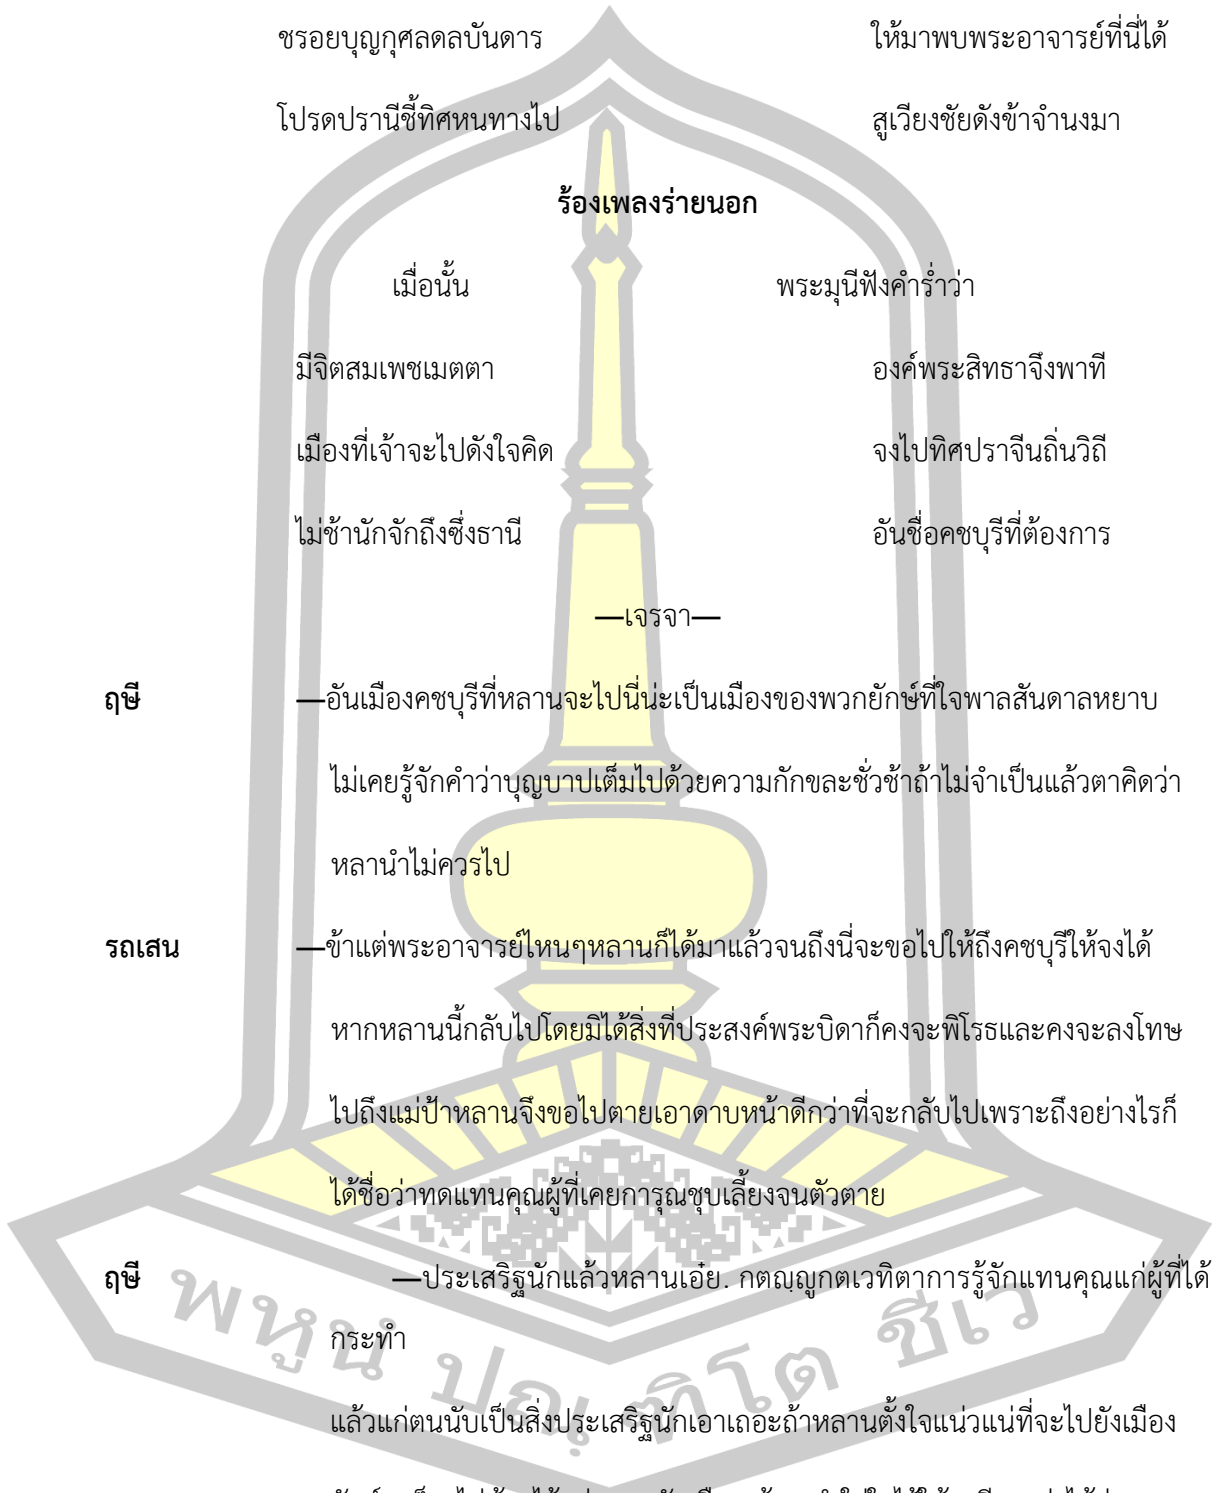 ชรอยบุญกุศลดลบันดาร ให้มาพบพระอาจารย์ที่นี่ได้
โปรดปรานีชี้ทิศหนทางไป สูเวียงชัยดังข้าจำนงมา
ร้องเพลงร่ายนอก
เมื่อนั้น พระมุนีฟังคำร่ำว่า
มีจิตสมเพชเมตตา องค์พระสิทธาจึงพาที
เมืองที่เจ้าจะไปดังใจคิด จงไปทิศปราจีนถิ่นวิถี
ไม่ช้านักจักถึงซึ่งธานี อันชื่อคชบุรีที่ต้องการ
—เจรจา—
ฤษี —อันเมืองคชบุรีที่หลานจะไปนี่น่ะเป็นเมืองของพวกยักษ์ที่ใจพาลสันดาลหยาบ
ไม่เคยรู้จักคำว่าบุญบาปเต็มไปด้วยความกักขละชั่วช้าถ้าไม่จำเป็นแล้วตาคิดว่า
หลานำไม่ควรไป
รถเสน —ข้าแต่พระอาจารย์ไหนๆหลานก็ได้มาแล้วจนถึงนี่จะขอไปให้ถึงคชบุรีให้จงได้
หากหลานนี้กลับไปโดยมิได้สิ่งที่ประสงค์พระบิดาก็คงจะพิโรธและคงจะลงโทษ
ไปถึงแม่ป้าหลานจึงขอไปตายเอาดาบหน้าดีกว่าที่จะกลับไปเพราะถึงอย่างไรก็
ได้ชื่อว่าทดแทนคุณผู้ที่เคยการุณชุบเลี้ยงจนตัวตาย
ฤษี —ประเสริฐนักแล้วหลานเอ๋ย. กตญฺญูกตเวทิตาการรู้จักแทนคุณแก่ผู้ที่ได้
กระทำ
แล้วแก่ตนนับเป็นสิ่งประเสริฐนักเอาเถอะถ้าหลานตั้งใจแน่วแน่ที่จะไปยังเมือง
พหูนํ ปณฺฑิโต ชีเว